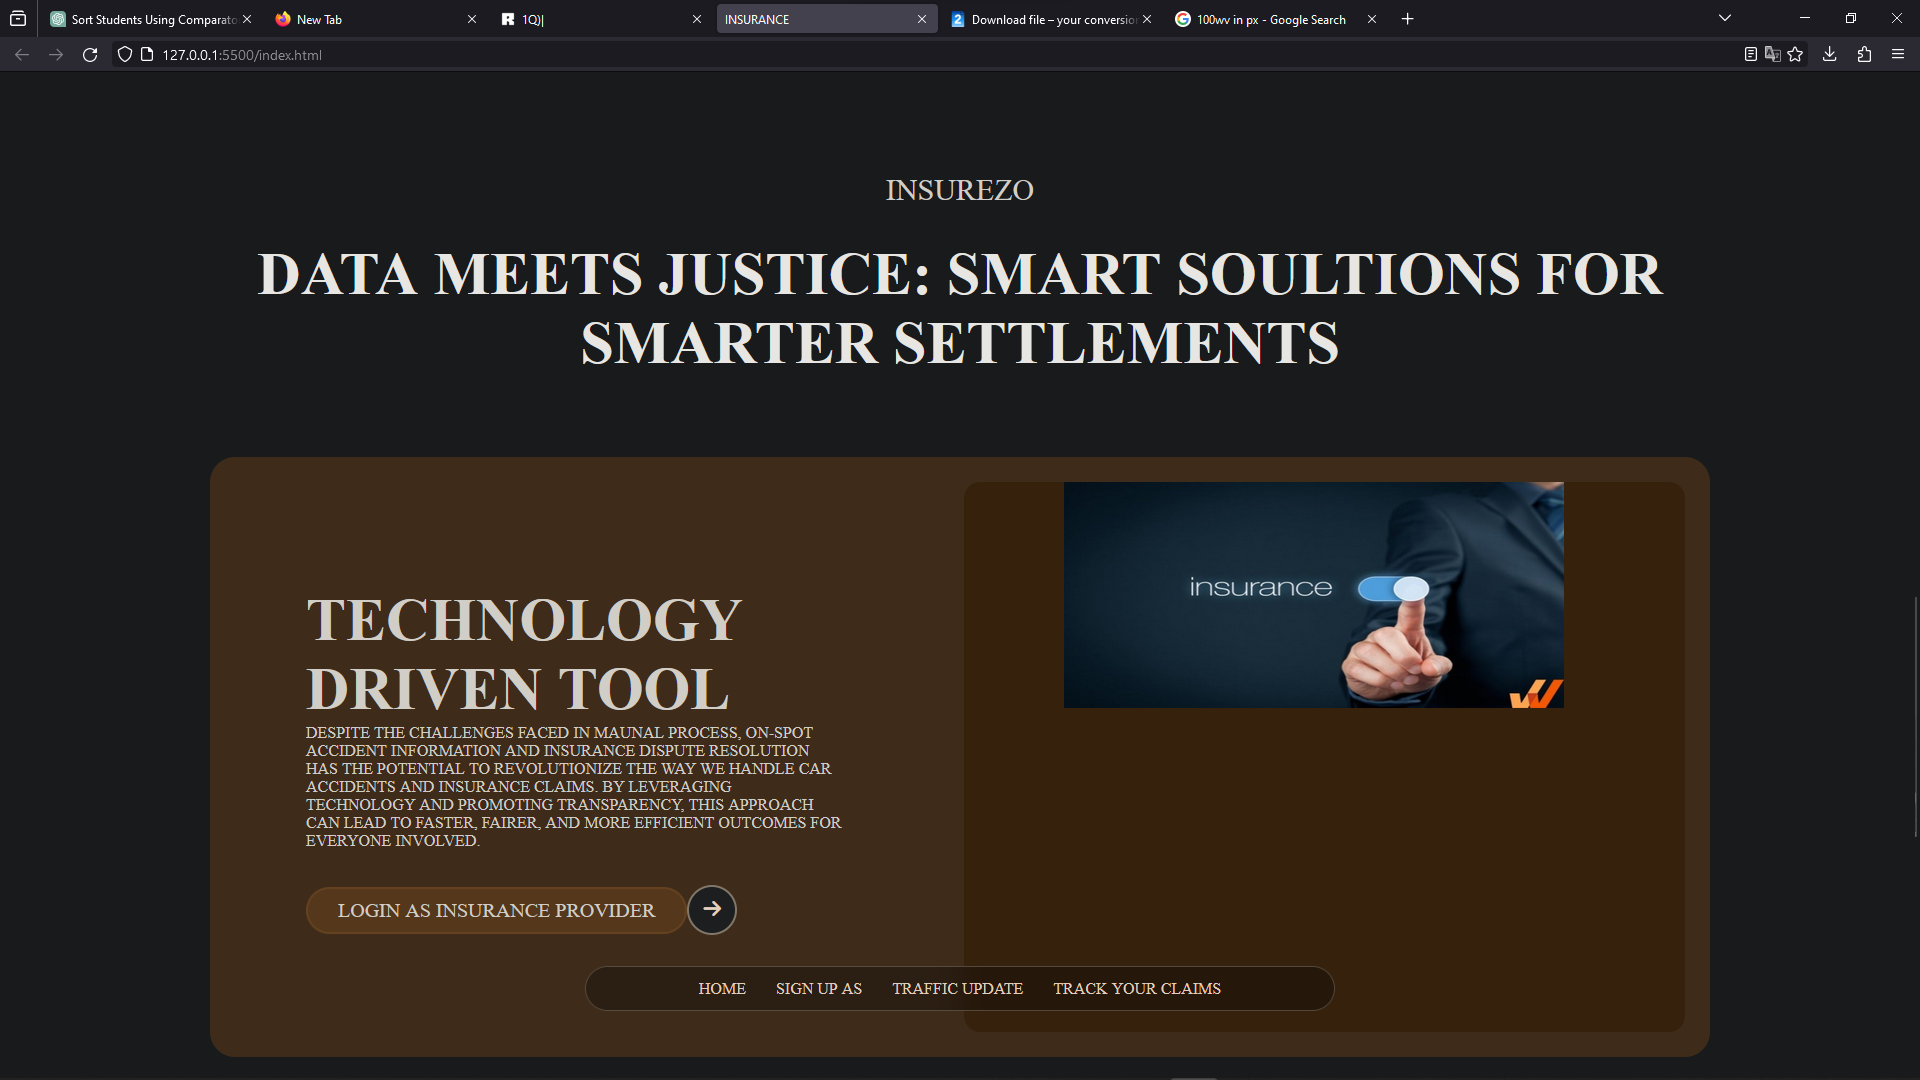 Sort Students Using Comparato
New Tab
1Q)|
INSURANCE
Download file – your conversion
100wv in px - Google Search
127.0.0.1:5500/index.html
INSUREZO
DATA MEETS JUSTICE: SMART SOULTIONS FOR
SMARTER SETTLEMENTS
TECHNOLOGY
DRIVEN TOOL
DESPITE THE CHALLENGES FACED IN MAUNAL PROCESS, ON-SPOT
ACCIDENT INFORMATION AND INSURANCE DISPUTE RESOLUTION
HAS THE POTENTIAL TO REVOLUTIONIZE THE WAY WE HANDLE CAR
ACCIDENTS AND INSURANCE CLAIMS. BY LEVERAGING
TECHNOLOGY AND PROMOTING TRANSPARENCY, THIS APPROACH
CAN LEAD TO FASTER, FAIRER, AND MORE EFFICIENT OUTCOMES FOR
EVERYONE INVOLVED.
LOGIN AS INSURANCE PROVIDER
insurance
HOME SIGN UP AS TRAFFIC UPDATE TRACK YOUR CLAIMS